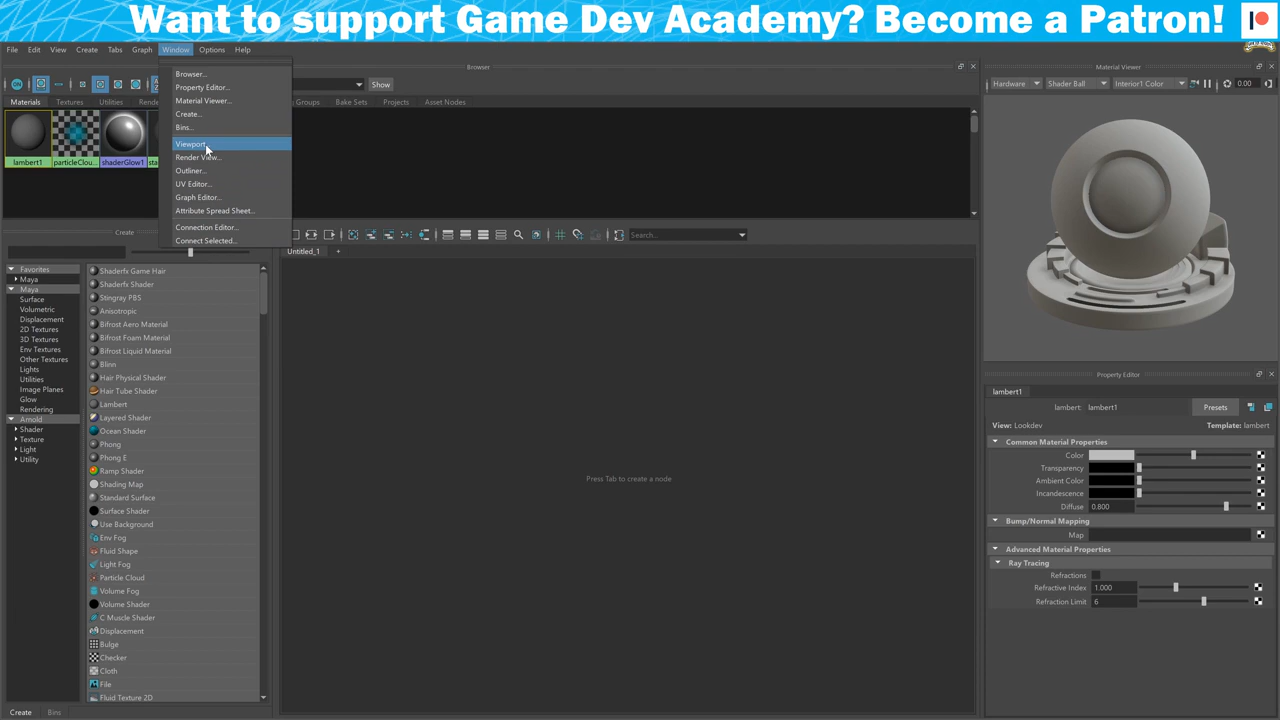 Want to support Game Dev Academy? Become a Patron!
File Edit View Create Tabs Graph Window Options Help
Browser
Material Viewer
Show
Hardware Shader Ball Interior1 Color 0.00
Materials Textures Utilities Groups Bake Sets Projects Asset Nodes
lambert1 particleClou... shaderGlow1
Browser...
Property Editor...
Material Viewer...
Create...
Bins...
Viewport...
Render View...
Outliner...
UV Editor...
Graph Editor...
Attribute Spread Sheet...
Connection Editor...
Connect Selected...
Create
Search...
Untitled_1 +
Favorites
Maya
Maya
Surface
Volumetric
Displacement
2D Textures
3D Textures
Env Textures
Other Textures
Lights
Utilities
Image Planes
Glow
Rendering
Arnold
Shader
Texture
Light
Utility
Shaderfx Game Hair
Shaderfx Shader
Stingray PBS
Anisotropic
Bifrost Aero Material
Bifrost Foam Material
Bifrost Liquid Material
Blinn
Hair Physical Shader
Hair Tube Shader
Lambert
Layered Shader
Ocean Shader
Phong
Phong E
Ramp Shader
Shading Map
Standard Surface
Surface Shader
Use Background
Env Fog
Fluid Shape
Light Fog
Particle Cloud
Volume Fog
Volume Shader
C Muscle Shader
Displacement
Bulge
Checker
Cloth
File
Fluid Texture 2D
Create Bins
Press Tab to create a node
Property Editor
lambert1
lambert: lambert1 Presets
View: Lookdev Template: lambert
Common Material Properties
Color
Transparency
Ambient Color
Incandescence
Diffuse 0.800
Bump/Normal Mapping
Map
Advanced Material Properties
Ray Tracing
Refractions
Refractive Index 1.000
Refraction Limit 6